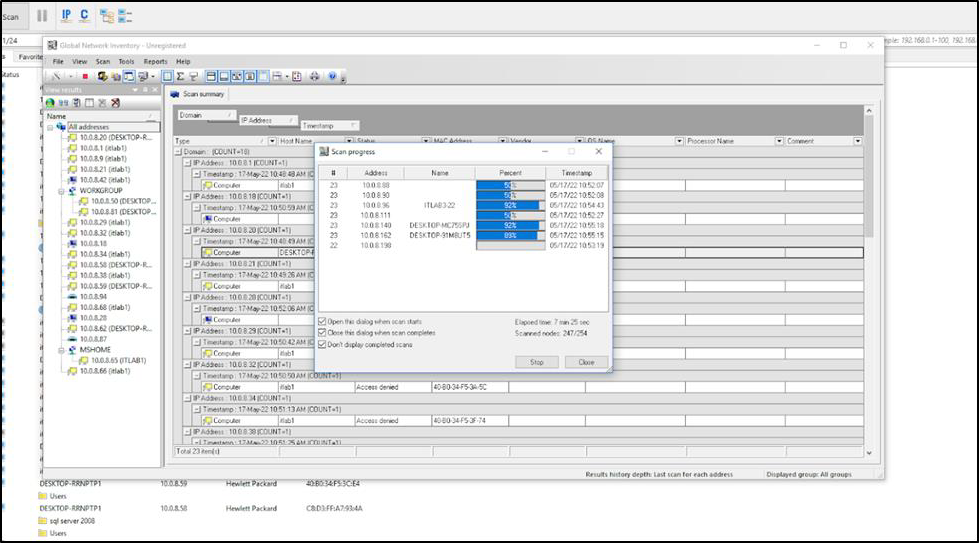 Scan
IP C
1/24
ple: 192.168.0.1-100, 192.168.
Favorite
Status
Global Network Inventory - Unregistered
File View Scan Tools Reports Help
View results
Name
All addresses
10.0.8.20 (DESKTOP-R...
10.0.8.1 (itlab1)
10.0.8.9 (itlab1)
10.0.8.21 (itlab1)
10.0.8.42 (itlab1)
WORKGROUP
10.0.8.50 (DESKTOP...
10.0.8.81 (DESKTOP...
10.0.8.29 (itlab1)
10.0.8.32 (itlab1)
10.0.8.18
10.0.8.34 (itlab1)
10.0.8.58 (DESKTOP-R...
10.0.8.38 (itlab1)
10.0.8.59 (DESKTOP-R...
10.0.8.94
10.0.8.68 (itlab1)
10.0.8.28
10.0.8.62 (DESKTOP-R...
10.0.8.87
MSHOME
10.0.8.65 (ITLAB1)
10.0.8.66 (itlab1)
Scan summary
Domain
IP Address
Timestamp
Type Host Name Status MAC Address Vendor OS Name Processor Name Comment
Domain : (COUNT=18)
IP Address : 10.0.8.1 (COUNT=1)
Timestamp : 17-May-22 10:48:48 AM (COUNT=1)
Computer itlab1
IP Address : 10.0.8.18 (COUNT=1)
Timestamp : 17-May-22 10:50:59 AM
Computer
IP Address : 10.0.8.20 (COUNT=1)
Timestamp : 17-May-22 10:48:49 AM
Computer DESKTOP-R
IP Address : 10.0.8.21 (COUNT=1)
Timestamp : 17-May-22 10:49:26 AM
Computer itlab1
IP Address : 10.0.8.28 (COUNT=1)
Timestamp : 17-May-22 10:52:06 AM
Computer
IP Address : 10.0.8.29 (COUNT=1)
Timestamp : 17-May-22 10:50:42 AM
Computer itlab1
IP Address : 10.0.8.32 (COUNT=1)
Timestamp : 17-May-22 10:50:50 AM (COUNT=1)
Computer itlab1 Access denied 40-B0-34-F5-3A-5C
IP Address : 10.0.8.34 (COUNT=1)
Timestamp : 17-May-22 10:51:13 AM (COUNT=1)
Computer itlab1 Access denied 40-B0-34-F5-3F-74
IP Address : 10.0.8.38 (COUNT=1)
Timestamp : 17-May-22 10:51:25 AM (COUNT=1)
Total 23 item(s)
Scan progress
# Address Name Percent Timestamp
23 10.0.8.88 05/17/22 10:52:07
23 10.0.8.90 05/17/22 10:52:08
23 10.0.8.96 ITLAB3-22 92% 05/17/22 10:54:43
23 10.0.8.111 05/17/22 10:52:27
23 10.0.8.148 DESKTOP-MC755PJ 92% 05/17/22 10:55:18
23 10.0.8.162 DESKTOP-91M8UT5 89% 05/17/22 10:55:15
22 10.0.8.198 05/17/22 10:53:19
Open this dialog when scan starts
Close this dialog when scan completes
Don't display completed scans
Elapsed time: 7 min 25 sec
Scanned nodes: 247/254
Stop Close
Results history depth: Last scan for each address Displayed group: All groups
DESKTOP-RRNPTP1 10.0.8.59 Hewlett Packard 40:B0:34:F5:3C:E4
Users
DESKTOP-RRNPTP1 10.0.8.58 Hewlett Packard C8:D3:FF:A7:93:4A
sql server 2008
Users